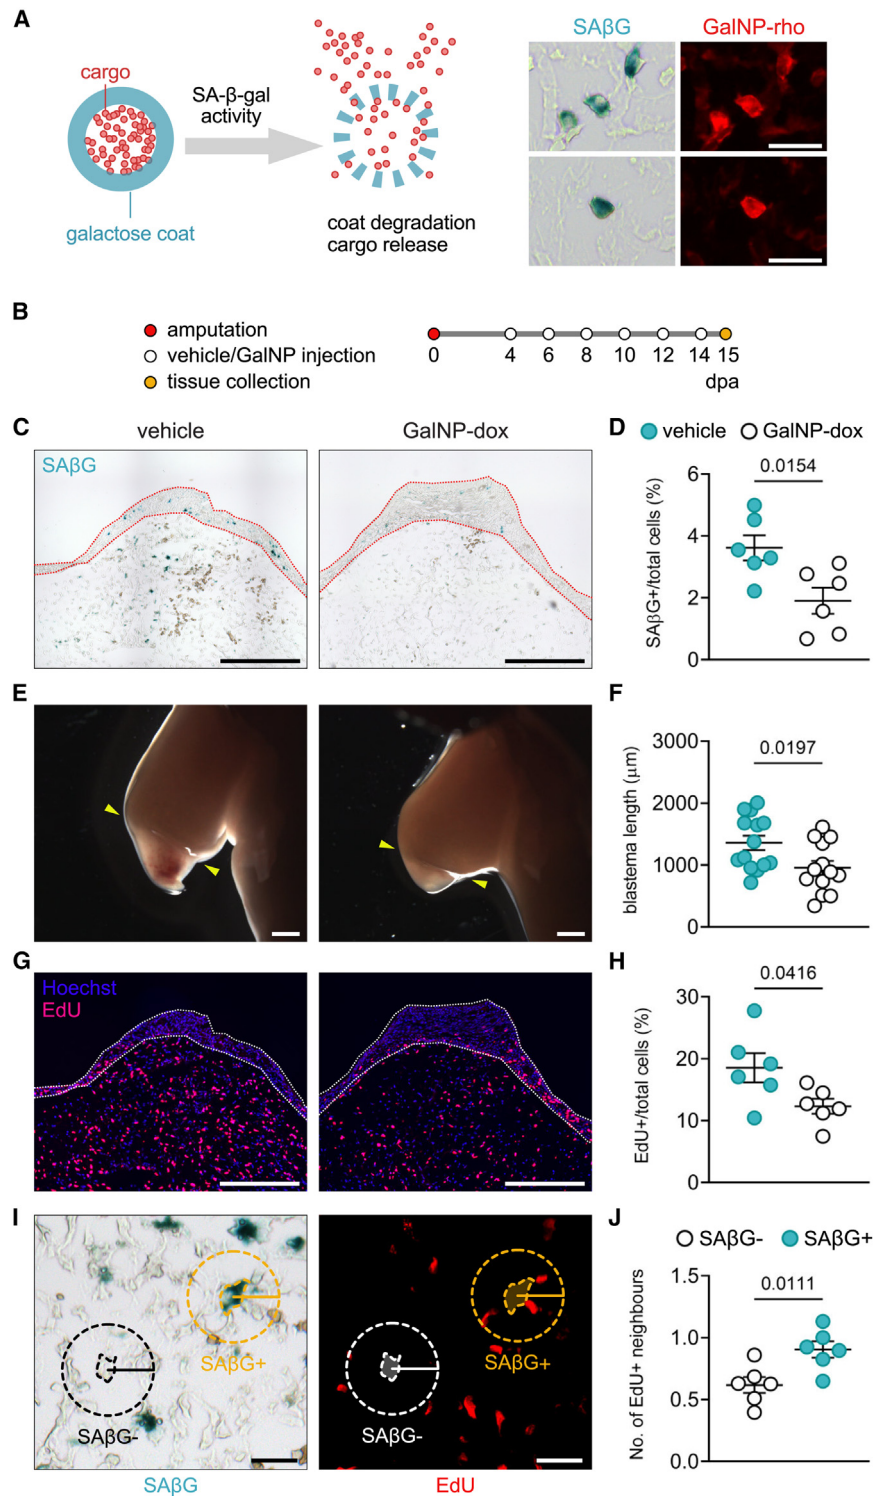 A
cargo
SA-β-gal
activity
galactose coat
coat degradation
cargo release
SAβG
GalNP-rho
B
amputation
vehicle/GalNP injection
tissue collection
0 4 6 8 10 12 14 15
dpa
C
vehicle
GalNP-dox
SAβG
D
vehicle GalNP-dox
0.0154
6
4
2
0
SAβG+/total cells (%)
E
F
0.0197
3000
2000
1000
0
blastema length (μm)
G
Hoechst
EdU
H
0.0416
30
20
10
0
EdU+/total cells (%)
I
SAβG+
SAβG-
SAβG
SAβG+
SAβG-
EdU
J
SAβG- SAβG+
0.0111
1.5
1.0
0.5
0.0
No. of EdU+ neighbours